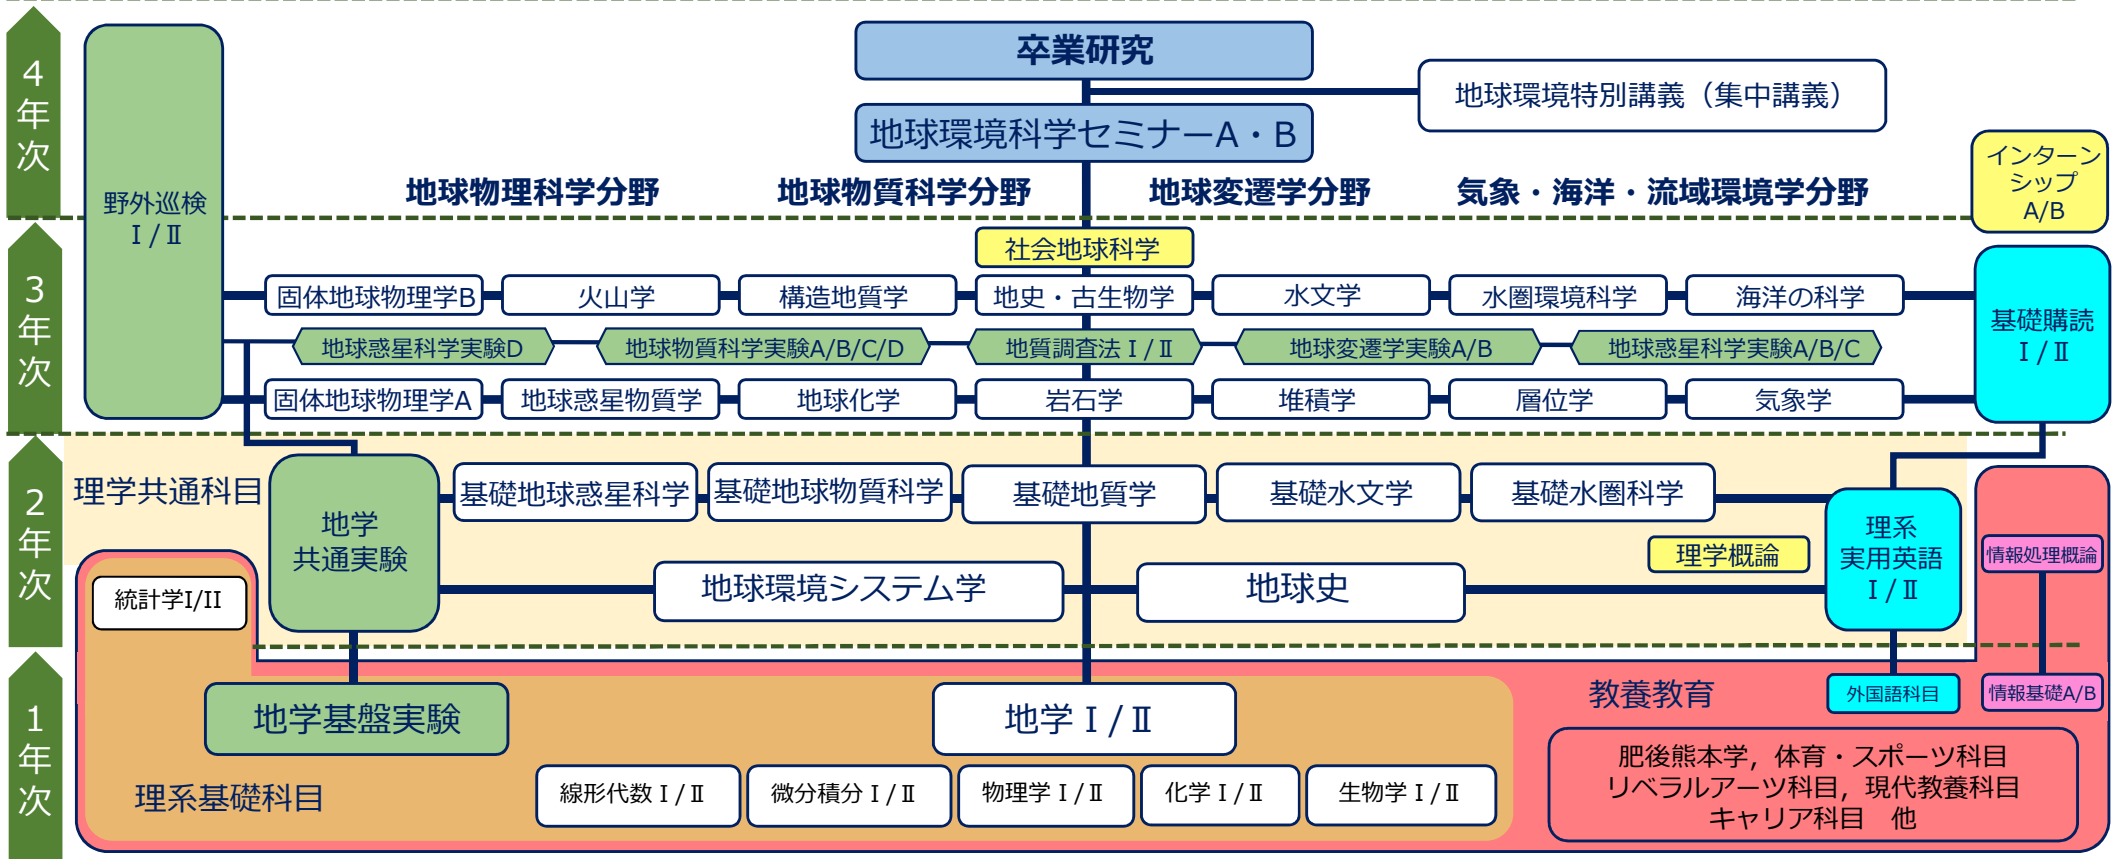 4年次
卒業研究
地球環境特別講義（集中講義）
地球環境科学セミナーA・B
インターン
シップ
A/B
野外巡検
Ⅰ/Ⅱ
地球物理科学分野
地球物質科学分野
地球変遷学分野
気象・海洋・流域環境学分野
3年次
社会地球科学
固体地球物理学B
火山学
構造地質学
地史・古生物学
水文学
水圏環境科学
海洋の科学
基礎購読
Ⅰ/Ⅱ
地球惑星科学実験D
地球物質科学実験A/B/C/D
地質調査法Ⅰ/Ⅱ
地球変遷学実験A/B
地球惑星科学実験A/B/C
固体地球物理学A
地球惑星物質学
地球化学
岩石学
堆積学
層位学
気象学
2年次
理学共通科目
地学
共通実験
基礎地球惑星科学
基礎地球物質科学
基礎地質学
基礎水文学
基礎水圏科学
理系
実用英語
Ⅰ/Ⅱ
理学概論
情報処理概論
統計学I/II
地球環境システム学
地球史
1年次
地学基盤実験
地学Ⅰ/Ⅱ
教養教育
外国語科目
情報基礎A/B
理系基礎科目
線形代数Ⅰ/Ⅱ
微分積分Ⅰ/Ⅱ
物理学Ⅰ/Ⅱ
化学Ⅰ/Ⅱ
生物学Ⅰ/Ⅱ
肥後熊本学，体育・スポーツ科目
リベラルアーツ科目，現代教養科目
キャリア科目　他